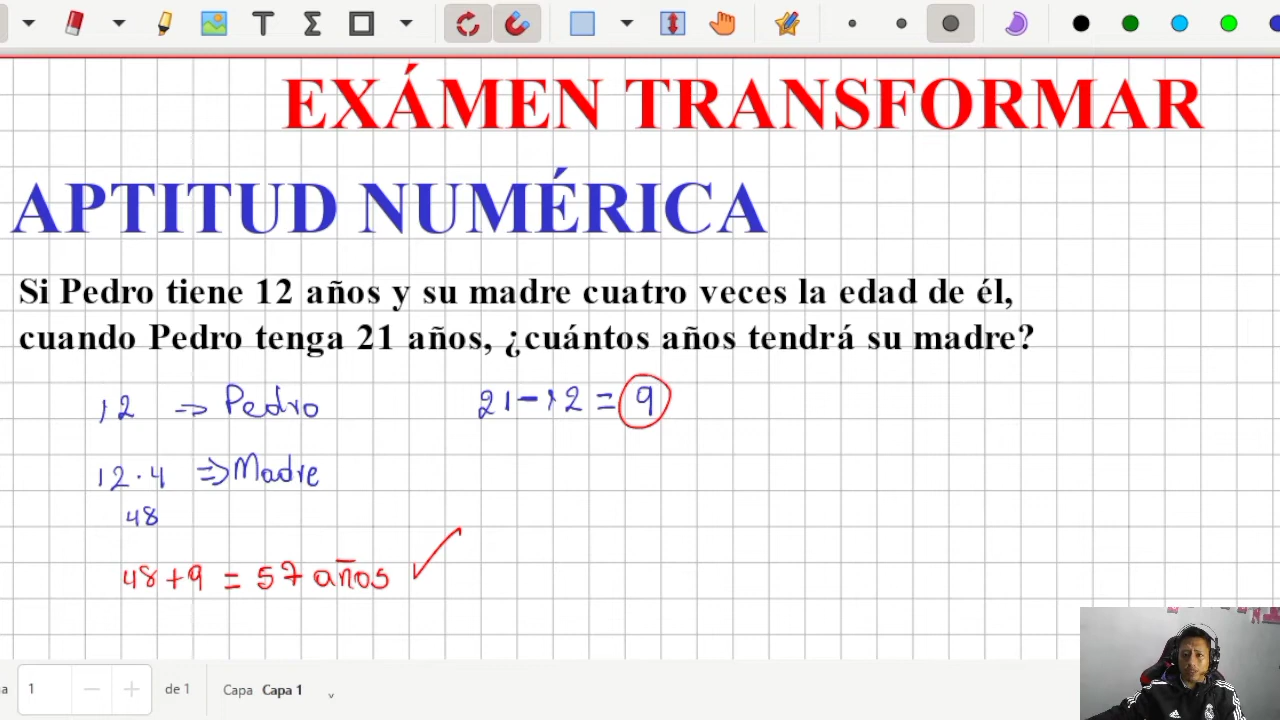 EXÁMEN TRANSFORMAR
APTITUD NUMÉRICA
Si Pedro tiene 12 años y su madre cuatro veces la edad de él,
cuando Pedro tenga 21 años, ¿cuántos años tendrá su madre?
12 => Pedro
21-12 = 9
12·4 => Madre
48
48+9 = 57 años ✓
a 1 de 1 Capa Capa 1